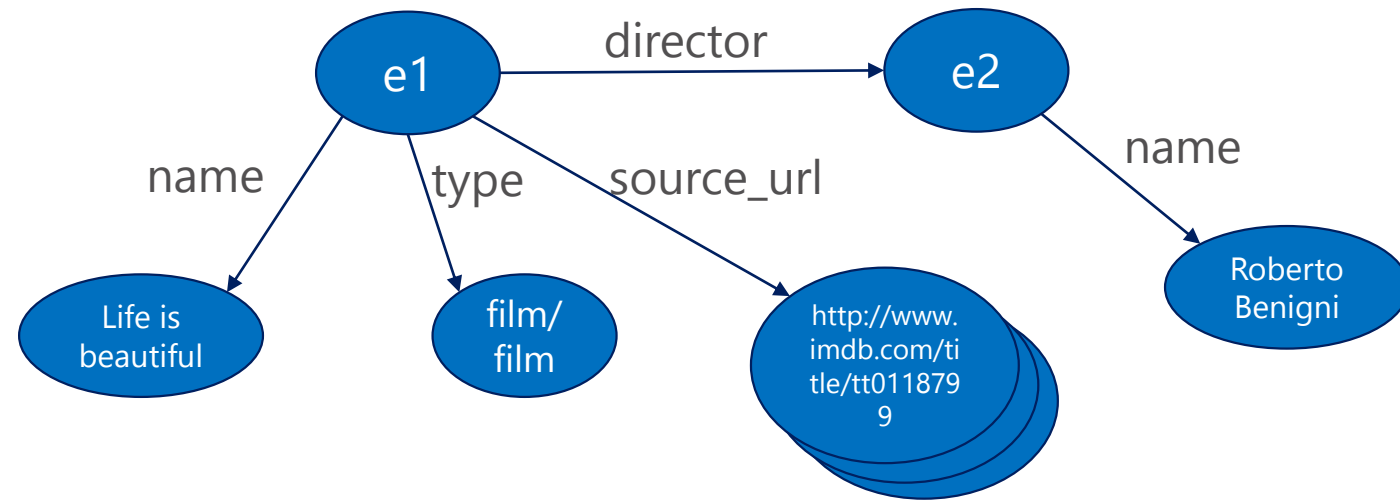 director
e1
e2
name
type
source_url
name
Life is
beautiful
film/
film
http://www.
imdb.com/ti
tle/tt011879
9
Roberto
Benigni